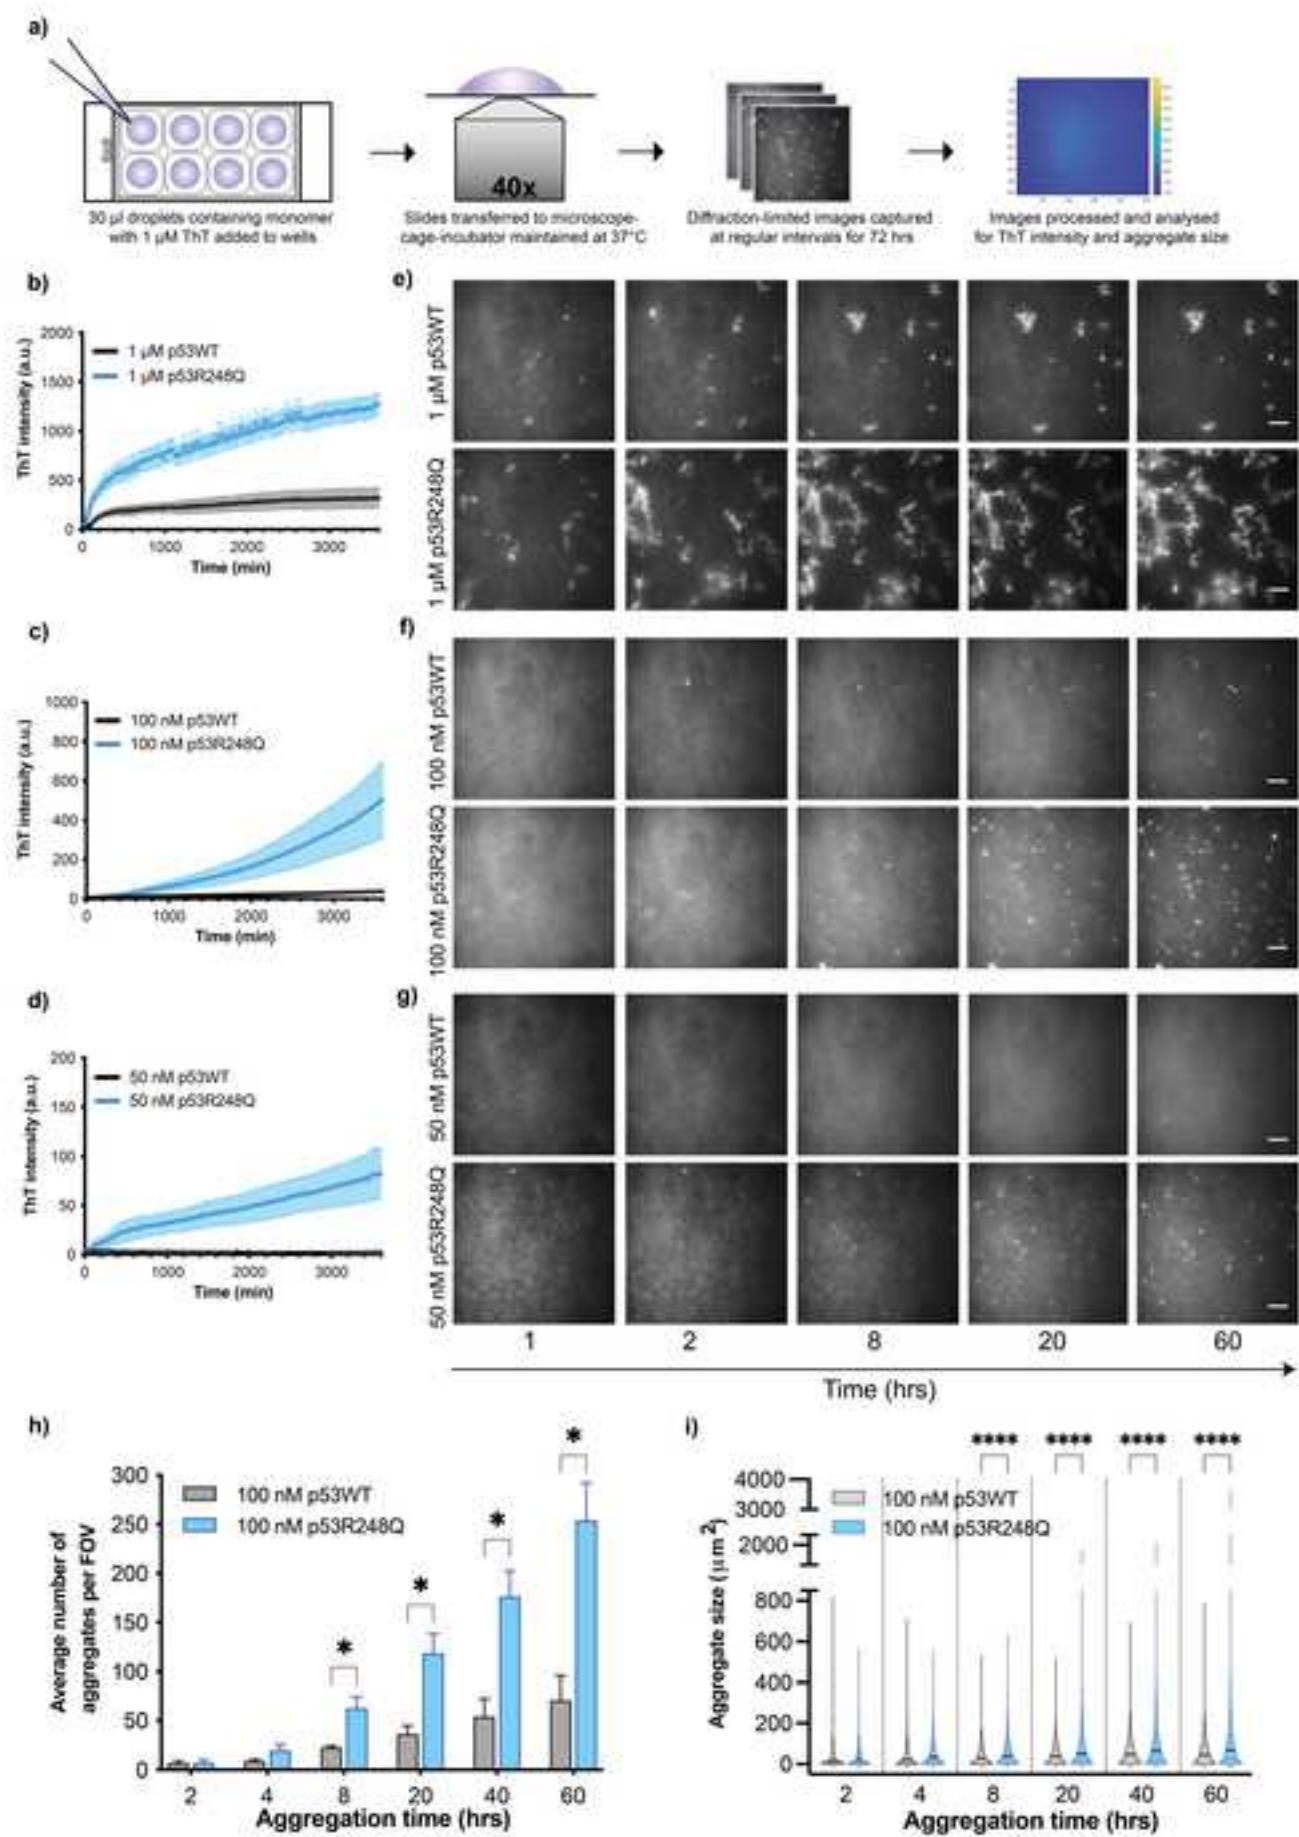 a)
40x
30 µl droplets containing monomer
with 1 µM ThT added to wells
Slides transferred to microscope-
cage-incubator maintained at 37°C
Diffraction-limited images captured
at regular intervals for 72 hrs
Images processed and analysed
for ThT intensity and aggregate size
b)
2000
1500
1000
500
0
0 1000 2000 3000
ThT intensity (a.u.)
Time (min)
1 µM p53WT
1 µM p53R248Q
e)
1 µM p53WT
1 µM p53R248Q
c)
1000
800
600
400
200
0
0 1000 2000 3000
ThT intensity (a.u.)
Time (min)
100 nM p53WT
100 nM p53R248Q
f)
100 nM p53WT
100 nM p53R248Q
d)
200
150
100
50
0
0 1000 2000 3000
ThT intensity (a.u.)
Time (min)
50 nM p53WT
50 nM p53R248Q
g)
50 nM p53WT
50 nM p53R248Q
1 2 8 20 60
Time (hrs)
h)
300
250
200
150
100
50
0
Average number of
aggregates per FOV
100 nM p53WT
100 nM p53R248Q
* * * * 
2 4 8 20 40 60
Aggregation time (hrs)
i)
**** **** **** ****
4000
3000
2000
800
600
400
200
0
Aggregate size (µm²)
100 nM p53WT
100 nM p53R248Q
2 4 8 20 40 60
Aggregation time (hrs)